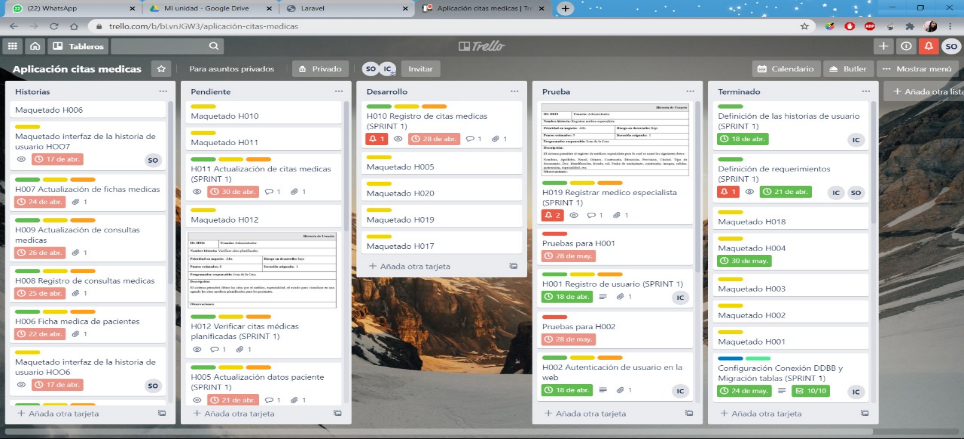 (22) WhatsApp
Mi unidad - Google Drive
Laravel
Aplicación citas medicas | Tre
trello.com/b/bLvn/GW3/aplicación-citas-medicas
Tableros
Trello
SO
Aplicación citas medicas
Para asuntos privados
Privado
SO IC
Invitar
Calendario
Butler
Mostrar menú
Historias
Maquetado H006
Maquetado interfaz de la historia de
usuario HOO7
17 de abr.
SO
H007 Actualización de fichas medicas
24 de abr. 1
H009 Actualización de consultas
medicas
26 de abr. 1
H008 Registro de consultas medicas
25 de abr. 1
H006 Ficha medica de pacientes
22 de abr. 1
Maquetado interfaz de la historia de
usuario HOO6
17 de abr.
SO
+ Añada otra tarjeta
Pendiente
Maquetado H010
Maquetado H011
H011 Actualización de citas medicas
(SPRINT 1)
30 de abr. 1 1
Maquetado H012
Historia de Usuario
H012 Verificar citas médicas
planificadas (SPRINT 1)
1 1
H005 Actualización datos paciente
(SPRINT 1)
21 de abr. 1 1
+ Añada otra tarjeta
Desarrollo
H010 Registro de citas medicas
(SPRINT 1)
1 28 de abr. 1 1
Maquetado H005
Maquetado H020
Maquetado H019
Maquetado H017
+ Añada otra tarjeta
Prueba
Historia de Usuario
H019 Registrar medico especialista
(SPRINT 1)
2 1 1
Pruebas para H001
28 de may.
H001 Registro de usuario (SPRINT 1)
18 de abr. 1
IC
Pruebas para H002
28 de may.
H002 Autenticación de usuario en la
web
18 de abr. 1
IC
+ Añada otra tarjeta
Terminado
Definición de las historias de usuario
(SPRINT 1)
18 de abr.
IC
Definición de requerimientos
(SPRINT 1)
1 21 de abr.
IC SO
Maquetado H018
Maquetado H004
30 de may.
Maquetado H003
Maquetado H002
Maquetado H001
Configuración Conexión DDBB y
Migración tablas (SPRINT 1)
24 de may. 10/10
IC
+ Añada otra tarjeta
+ Añada otra lista